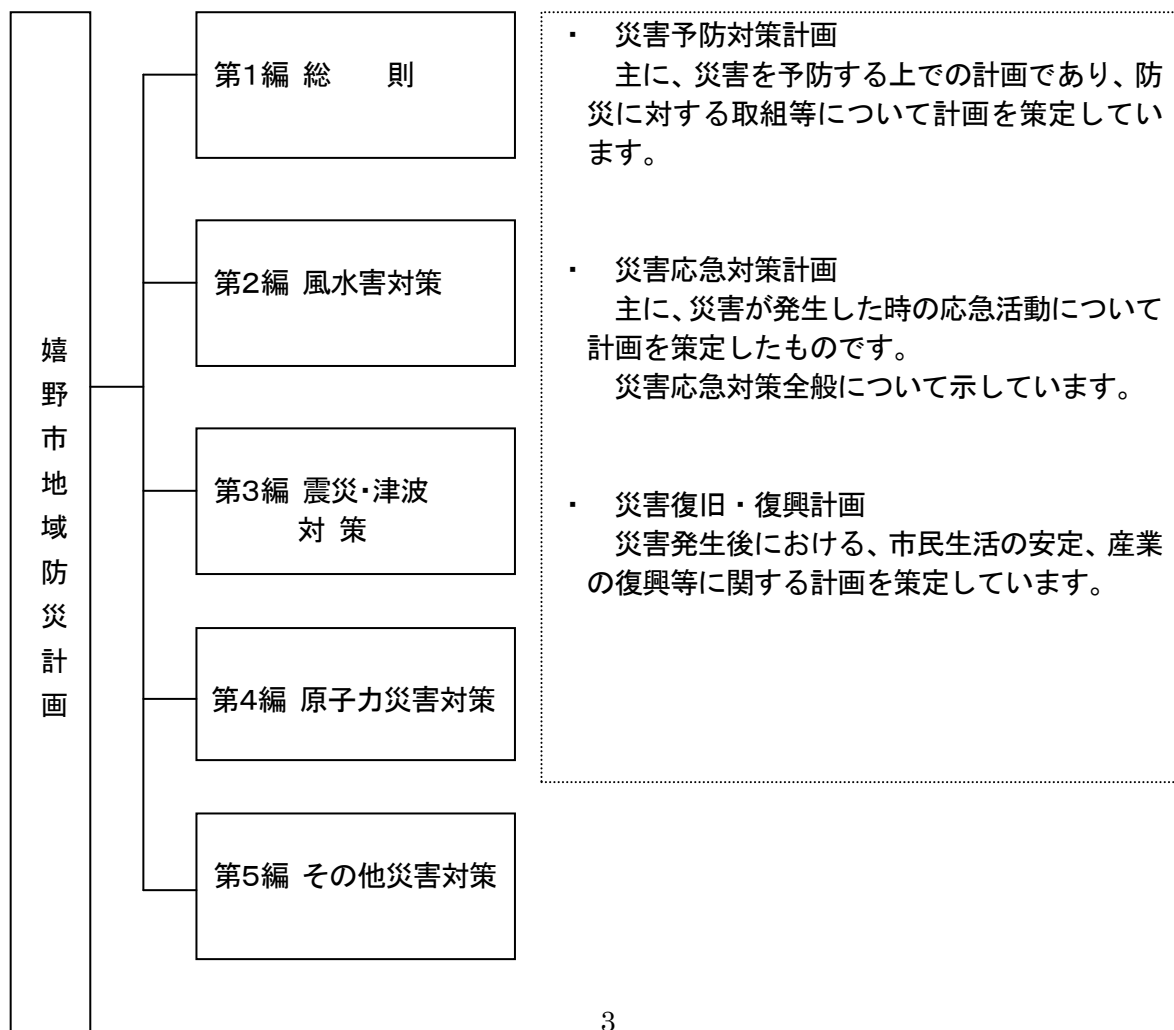 嬉野市地域防災計画
第1編 総　　則
第2編 風水害対策
第3編 震災・津波
対 策
第4編 原子力災害対策
第5編 その他災害対策
・　災害予防対策計画
主に、災害を予防する上での計画であり、防
災に対する取組等について計画を策定してい
ます。
・　災害応急対策計画
主に、災害が発生した時の応急活動について
計画を策定したものです。
災害応急対策全般について示しています。
・　災害復旧・復興計画
災害発生後における、市民生活の安定、産業
の復興等に関する計画を策定しています。
3